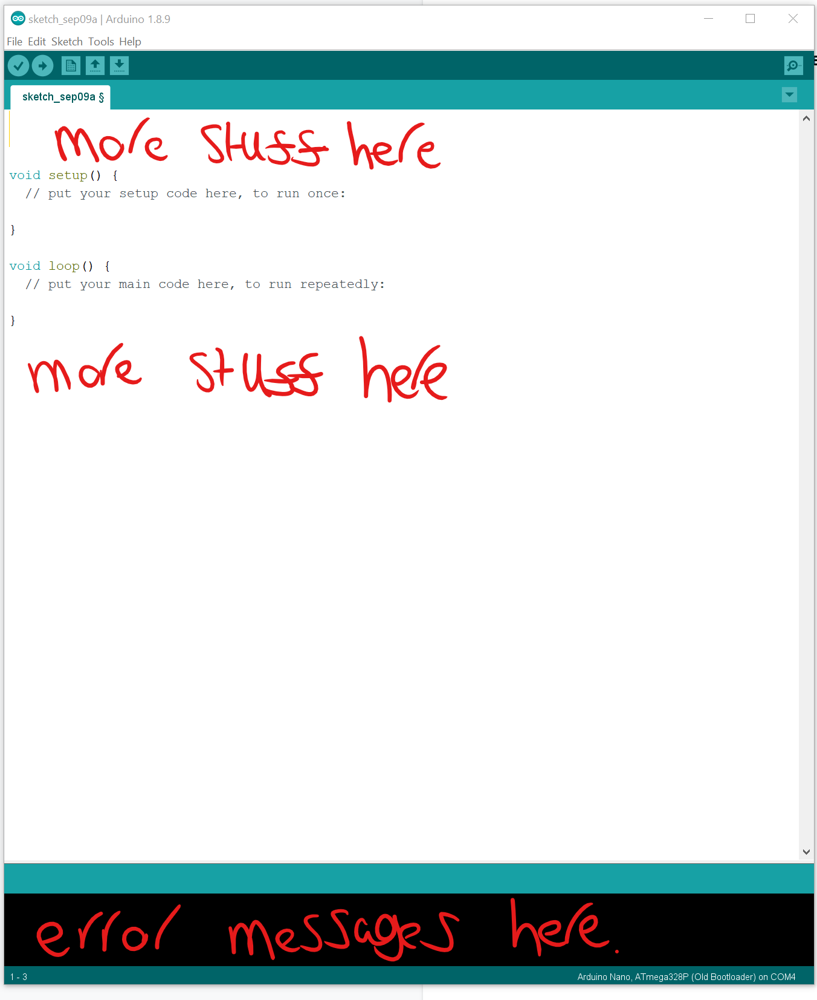 sketch_sep09a | Arduino 1.8.9
File Edit Sketch Tools Help
sketch_sep09a §
more stuff here
void setup() {
  // put your setup code here, to run once:
}
void loop() {
  // put your main code here, to run repeatedly:
}
more stuff here
error messages here.
1 - 3 Arduino Nano, ATmega328P (Old Bootloader) on COM4